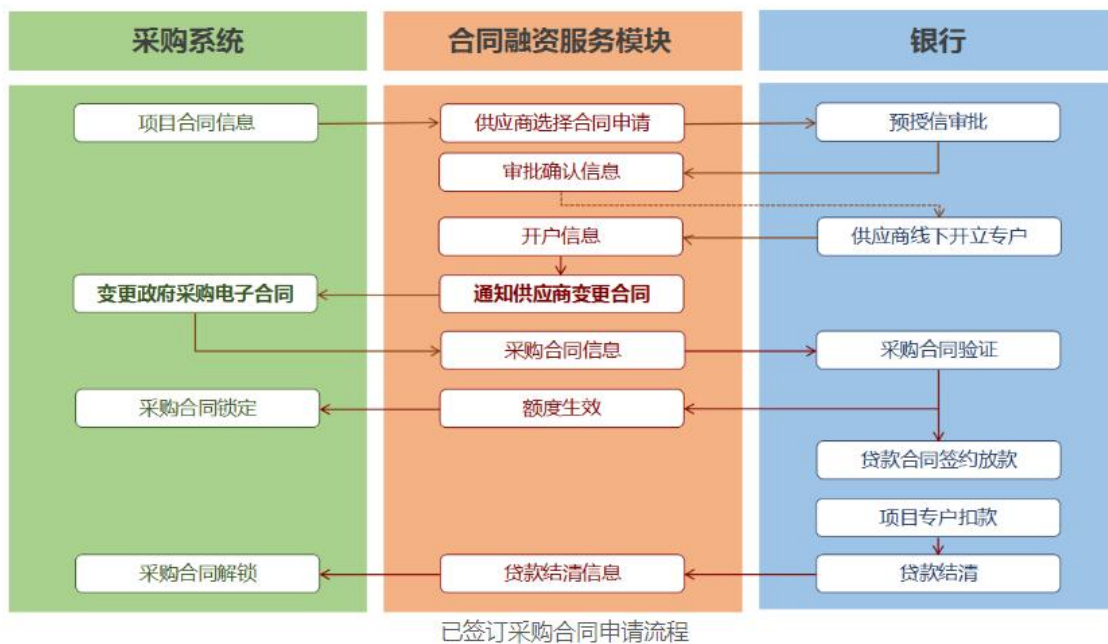 采购系统
合同融资服务模块
银行
项目合同信息
供应商选择合同申请
预授信审批
审批确认信息
开户信息
供应商线下开立专户
变更政府采购电子合同
通知供应商变更合同
采购合同信息
采购合同验证
采购合同锁定
额度生效
贷款合同签约放款
项目专户扣款
采购合同解锁
贷款结清信息
贷款结清
已签订采购合同申请流程